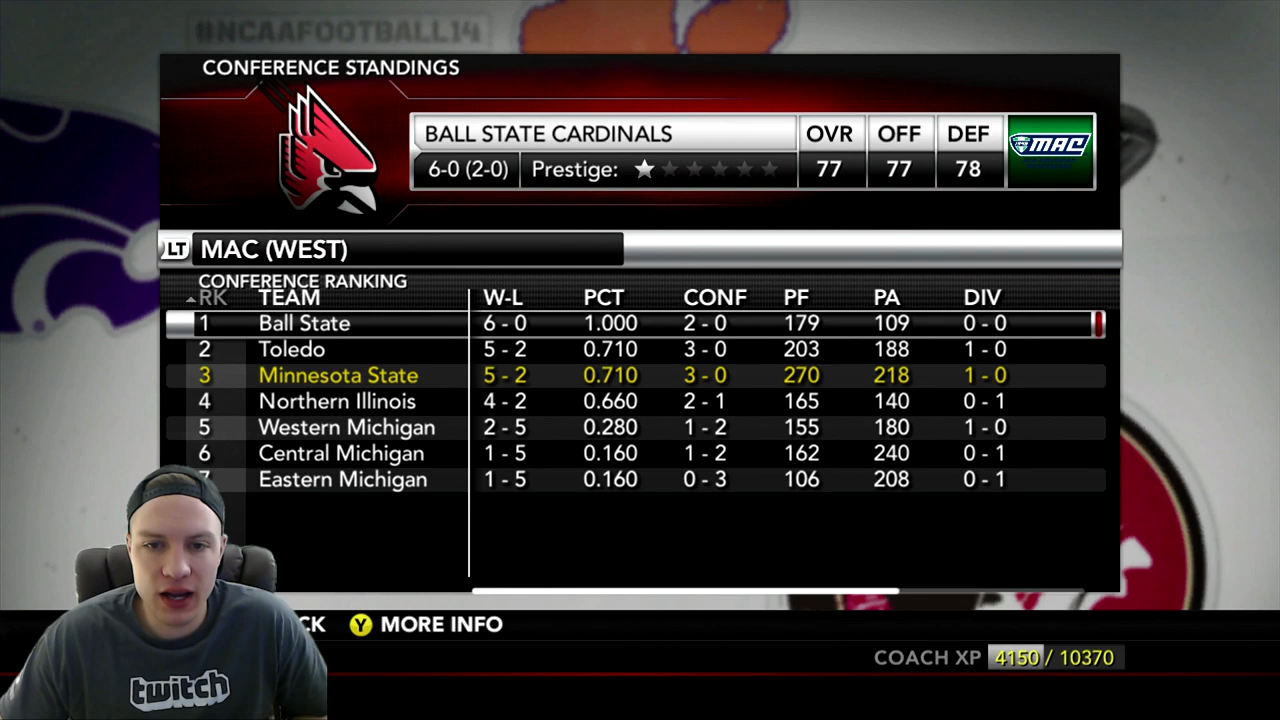 #NCAAFOOTBALL14
CONFERENCE STANDINGS
BALL STATE CARDINALS OVR OFF DEF MAC
6-0 (2-0) Prestige: 77 77 78
LT MAC (WEST)
CONFERENCE RANKING
RK TEAM W-L PCT CONF PF PA DIV
1 Ball State 6 - 0 1.000 2 - 0 179 109 0 - 0
2 Toledo 5 - 2 0.710 3 - 0 203 188 1 - 0
3 Minnesota State 5 - 2 0.710 3 - 0 270 218 1 - 0
4 Northern Illinois 4 - 2 0.660 2 - 1 165 140 0 - 1
5 Western Michigan 2 - 5 0.280 1 - 2 155 180 1 - 0
6 Central Michigan 1 - 5 0.160 1 - 2 162 240 0 - 1
7 Eastern Michigan 1 - 5 0.160 0 - 3 106 208 0 - 1
CK Y MORE INFO
COACH XP 4150 / 10370
twitch